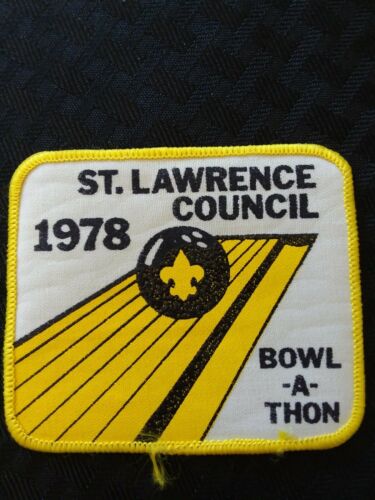 ST. LAWRENCE
COUNCIL
1978
BOWL
-A-
THON